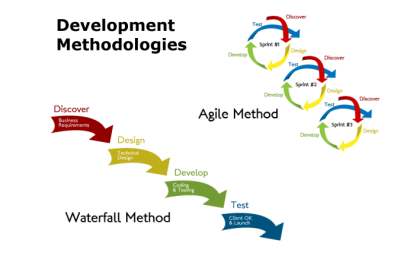 Development
Methodologies
Discover
Test
Sprint #1
Design
Develop
Discover
Test
Sprint #2
Design
Develop
Discover
Test
Sprint #3
Design
Develop
Agile Method
Discover
Business
Requirements
Design
Technical
Design
Develop
Coding
& Testing
Test
Client OK
& Launch
Waterfall Method